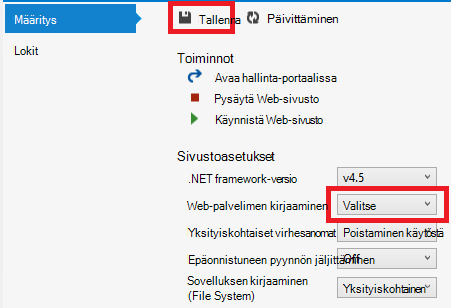 Määritys
Lokit
Tallenna Päivittäminen
Toiminnot
Avaa hallinta-portaalissa
Pysäytä Web-sivusto
Käynnistä Web-sivusto
Sivustoasetukset
.NET framework-versio v4.5
Web-palvelimen kirjaaminen Valitse
Yksityiskohtaiset virhesanomat Poistaminen käytöstä
Epäonnistuneen pyynnön jäljittäminen Off
Sovelluksen kirjaaminen
(File System) Yksityiskohtainen